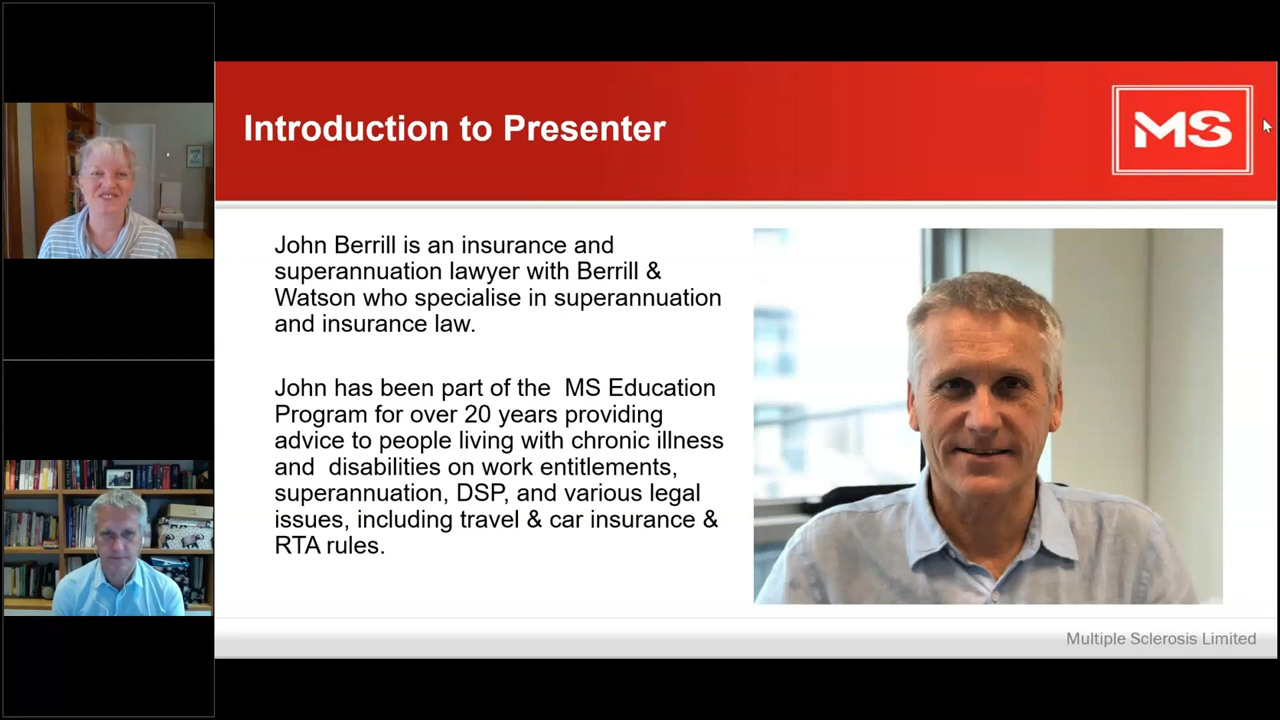 Introduction to Presenter
MS
John Berrill is an insurance and
superannuation lawyer with Berrill &
Watson who specialise in superannuation
and insurance law.
John has been part of the  MS Education
Program for over 20 years providing
advice to people living with chronic illness
and  disabilities on work entitlements,
superannuation, DSP, and various legal
issues, including travel & car insurance &
RTA rules.
Multiple Sclerosis Limited